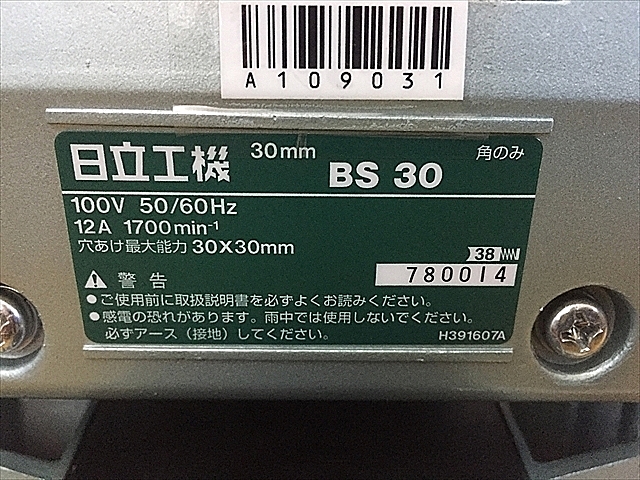 A109031
日立工機 30mm BS 30 角のみ
100V 50/60Hz
12A 1700min⁻¹
穴あけ最大能力 30X30mm
38
780014
警告
●ご使用前に取扱説明書を必ずよくお読みください。
●感電の恐れがあります。雨中では使用しないでください。
必ずアース（接地）してください。
H391607A